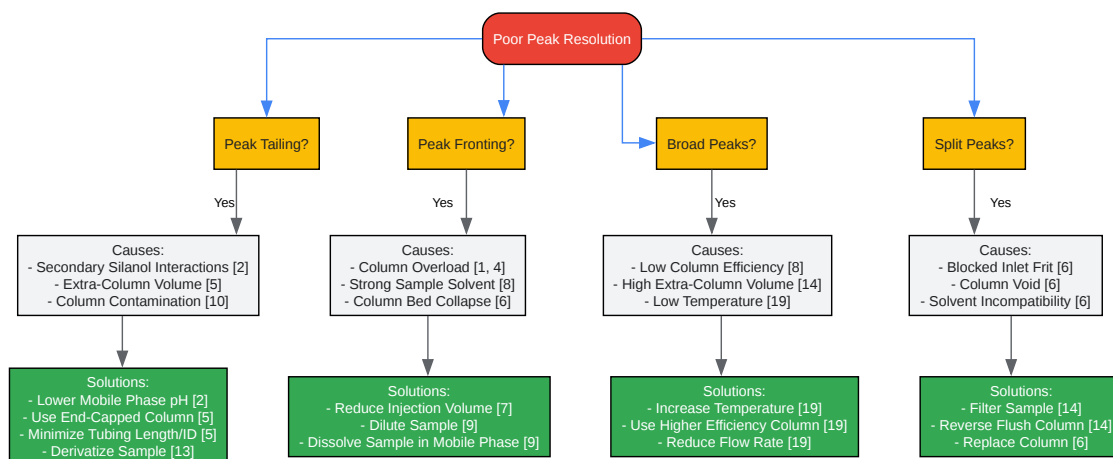 Poor Peak Resolution
Peak Tailing?
Peak Fronting?
Broad Peaks?
Split Peaks?
Yes
Yes
Yes
Yes
Causes:
- Secondary Silanol Interactions [2]
- Extra-Column Volume [5]
- Column Contamination [10]
Causes:
- Column Overload [1, 4]
- Strong Sample Solvent [8]
- Column Bed Collapse [6]
Causes:
- Low Column Efficiency [8]
- High Extra-Column Volume [14]
- Low Temperature [19]
Causes:
- Blocked Inlet Frit [6]
- Column Void [6]
- Solvent Incompatibility [6]
Solutions:
- Lower Mobile Phase pH [2]
- Use End-Capped Column [5]
- Minimize Tubing Length/ID [5]
- Derivatize Sample [13]
Solutions:
- Reduce Injection Volume [7]
- Dilute Sample [9]
- Dissolve Sample in Mobile Phase [9]
Solutions:
- Increase Temperature [19]
- Use Higher Efficiency Column [19]
- Reduce Flow Rate [19]
Solutions:
- Filter Sample [14]
- Reverse Flush Column [14]
- Replace Column [6]